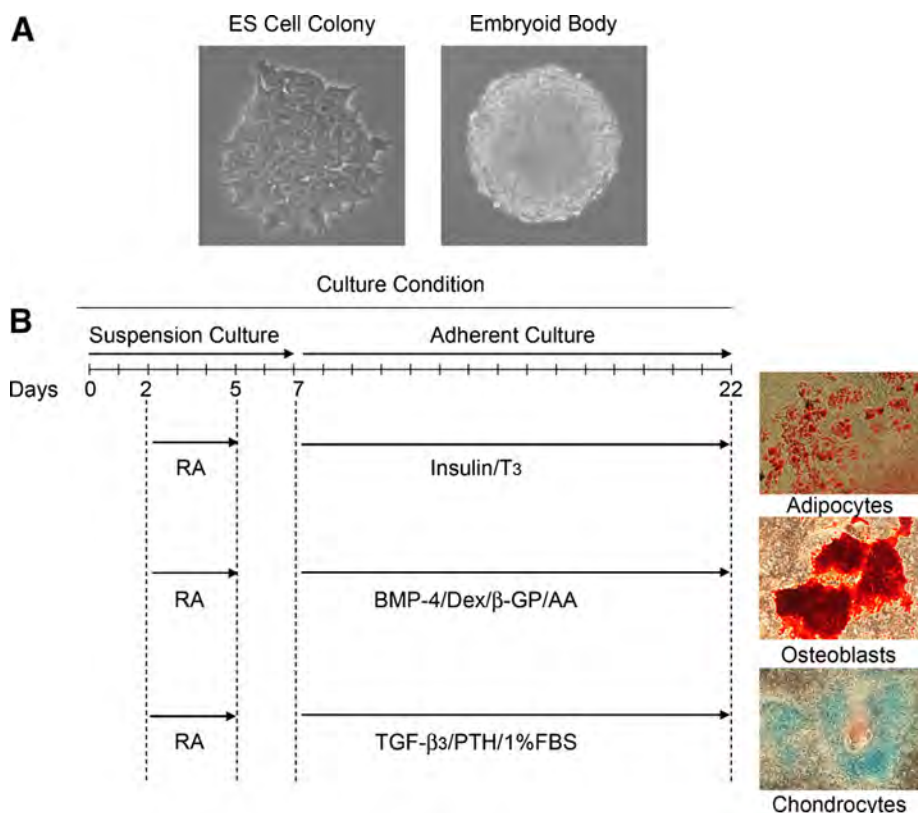 A
ES Cell Colony Embryoid Body
Culture Condition
B
Suspension Culture Adherent Culture
Days 0 2 5 7 22
RA Insulin/T3
Adipocytes
RA BMP-4/Dex/β-GP/AA
Osteoblasts
RA TGF-β3/PTH/1%FBS
Chondrocytes